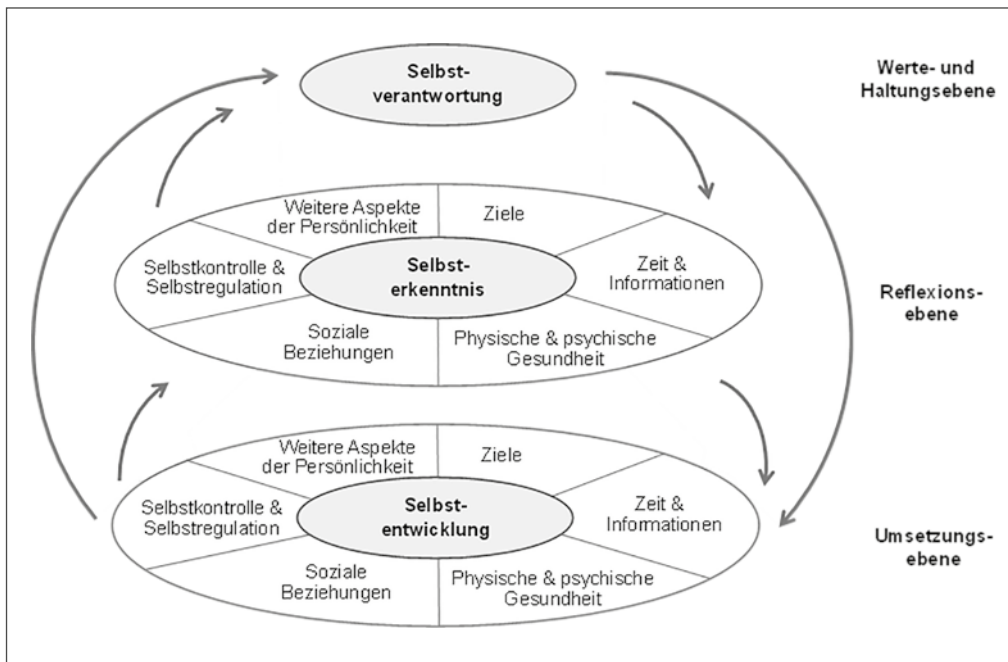 Selbst-
verantwortung
Werte- und
Haltungsebene
Weitere Aspekte
der Persönlichkeit
Ziele
Selbstkontrolle &
Selbstregulation
Selbst-
erkenntnis
Zeit &
Informationen
Soziale
Beziehungen
Physische & psychische
Gesundheit
Reflexions-
ebene
Weitere Aspekte
der Persönlichkeit
Ziele
Selbstkontrolle &
Selbstregulation
Selbst-
entwicklung
Zeit &
Informationen
Soziale
Beziehungen
Physische & psychische
Gesundheit
Umsetzungs-
ebene